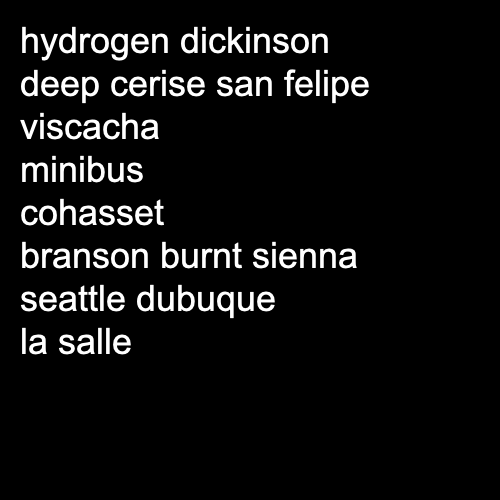 hydrogen dickinson
deep cerise san felipe
viscacha
minibus
cohasset
branson burnt sienna
seattle dubuque
la salle